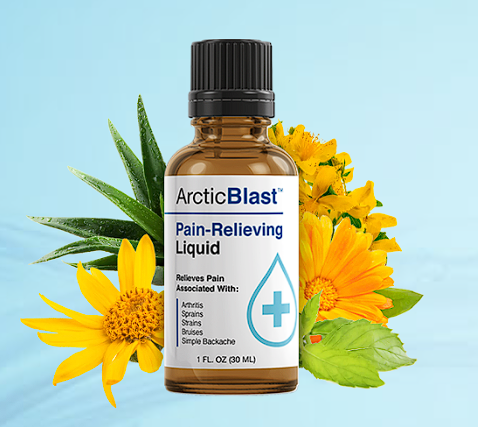 ArcticBlast™
Pain-Relieving
Liquid
Relieves Pain
Associated With:
Arthritis
Sprains
Strains
Bruises
Simple Backache
1 FL. OZ (30 ML)